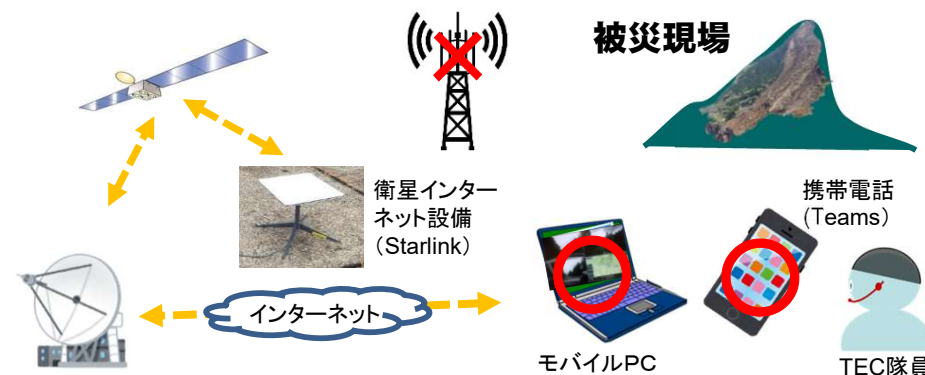 被災現場
衛星インター
ネット設備
（Starlink）
携帯電話
(Teams）
インターネット
モバイルPC
TEC隊員